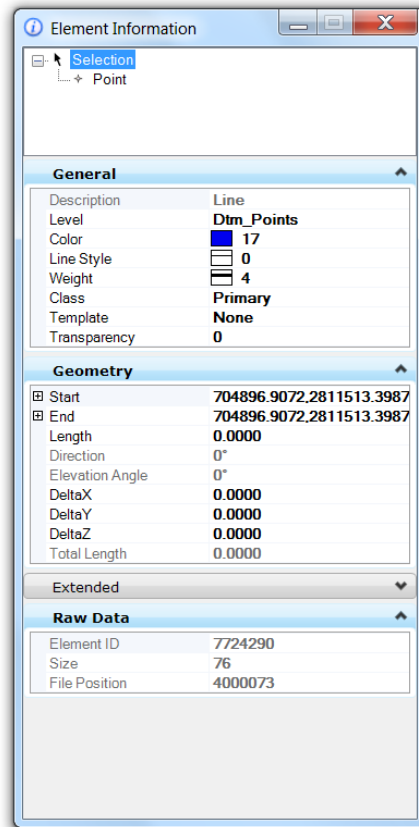 Element Information
Selection
Point
General
Description Line
Level Dtm_Points
Color 17
Line Style 0
Weight 4
Class Primary
Template None
Transparency 0
Geometry
Start 704896.9072,2811513.3987
End 704896.9072,2811513.3987
Length 0.0000
Direction 0°
Elevation Angle 0°
DeltaX 0.0000
DeltaY 0.0000
DeltaZ 0.0000
Total Length 0.0000
Extended
Raw Data
Element ID 7724290
Size 76
File Position 4000073